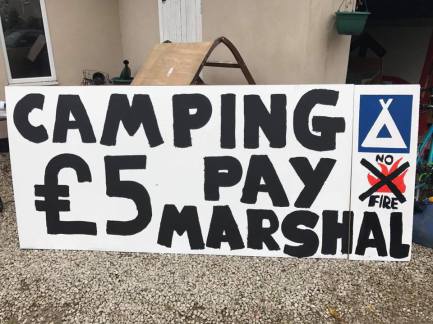 CAMPING
£5 PAY
MARSHAL
NO
FIRE